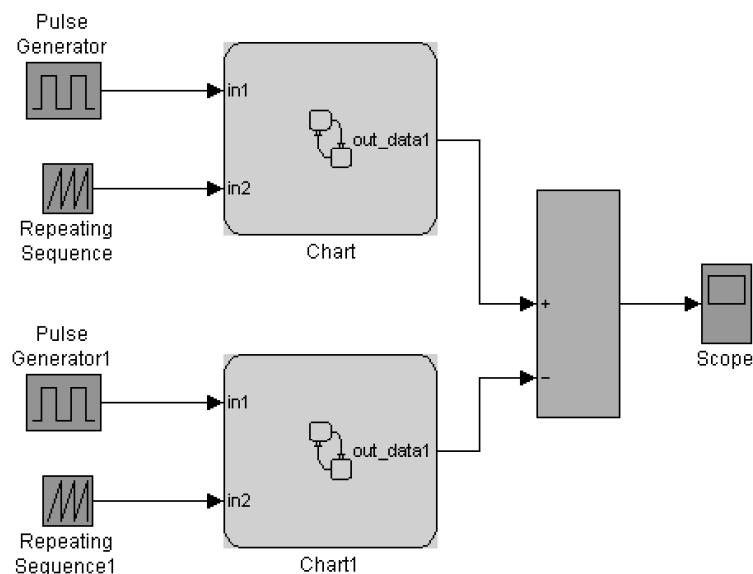 Pulse
Generator
in1
out_data1
in2
Repeating
Sequence
Chart
+
Scope
Pulse
Generator1
−
in1
out_data1
in2
Repeating
Sequence1
Chart1